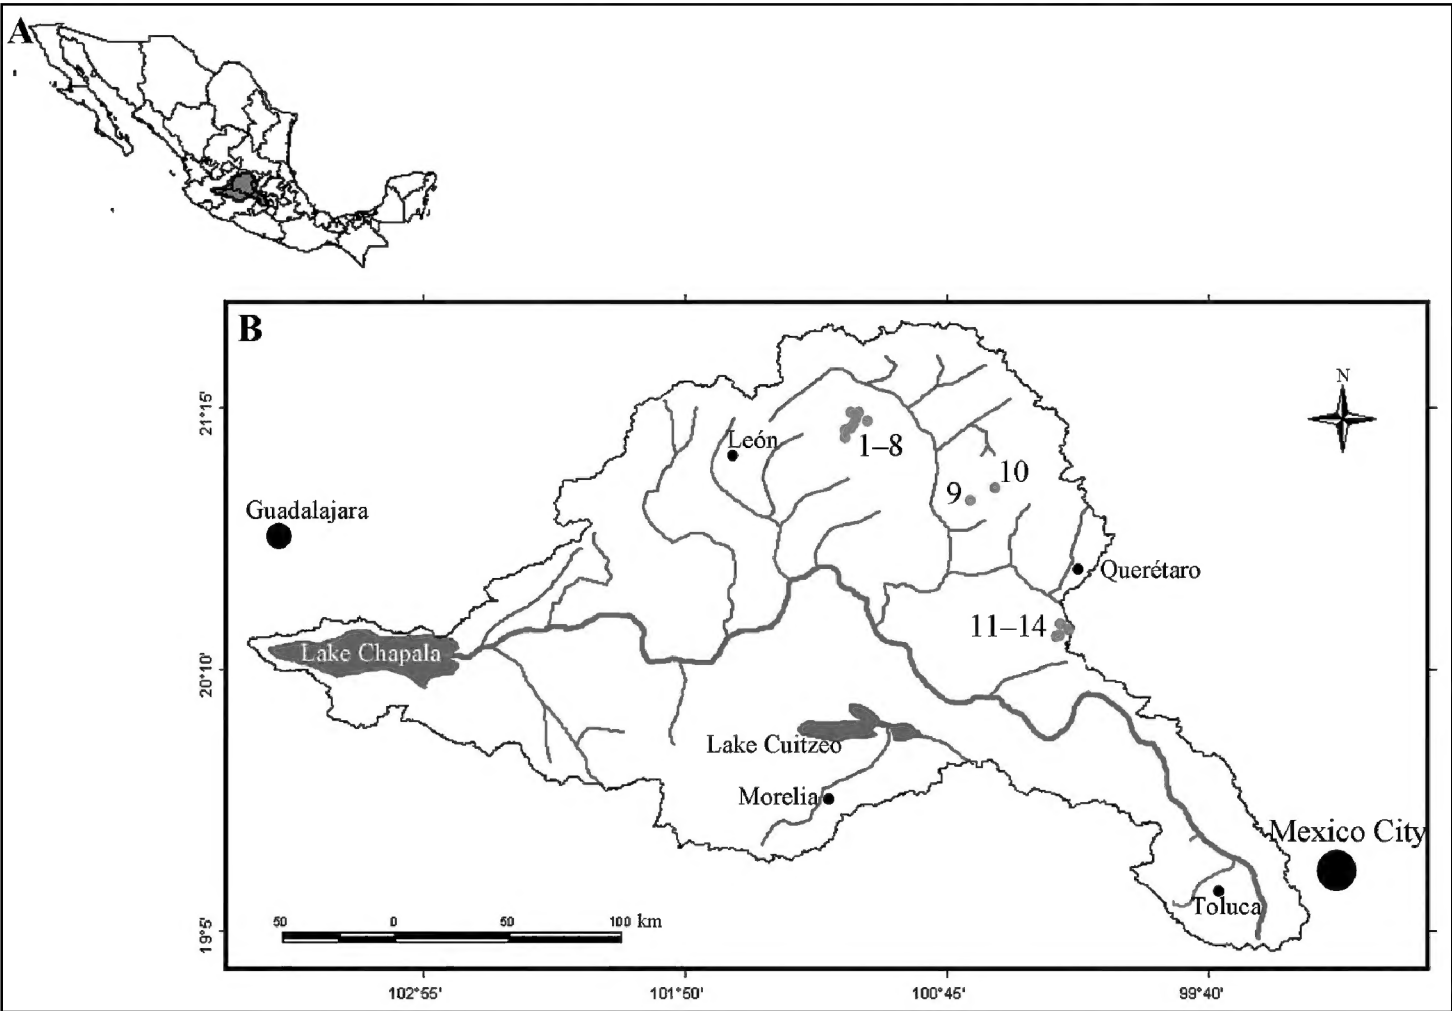 A
B
N
21°15'
León
1–8
10
9
Guadalajara
Querétaro
11–14
Lake Chapala
20°10'
Lake Cuitzeo
Morelia
Mexico City
Toluca
19°5'
50 0 50 100 km
102°55' 101°50' 100°45' 99°40'